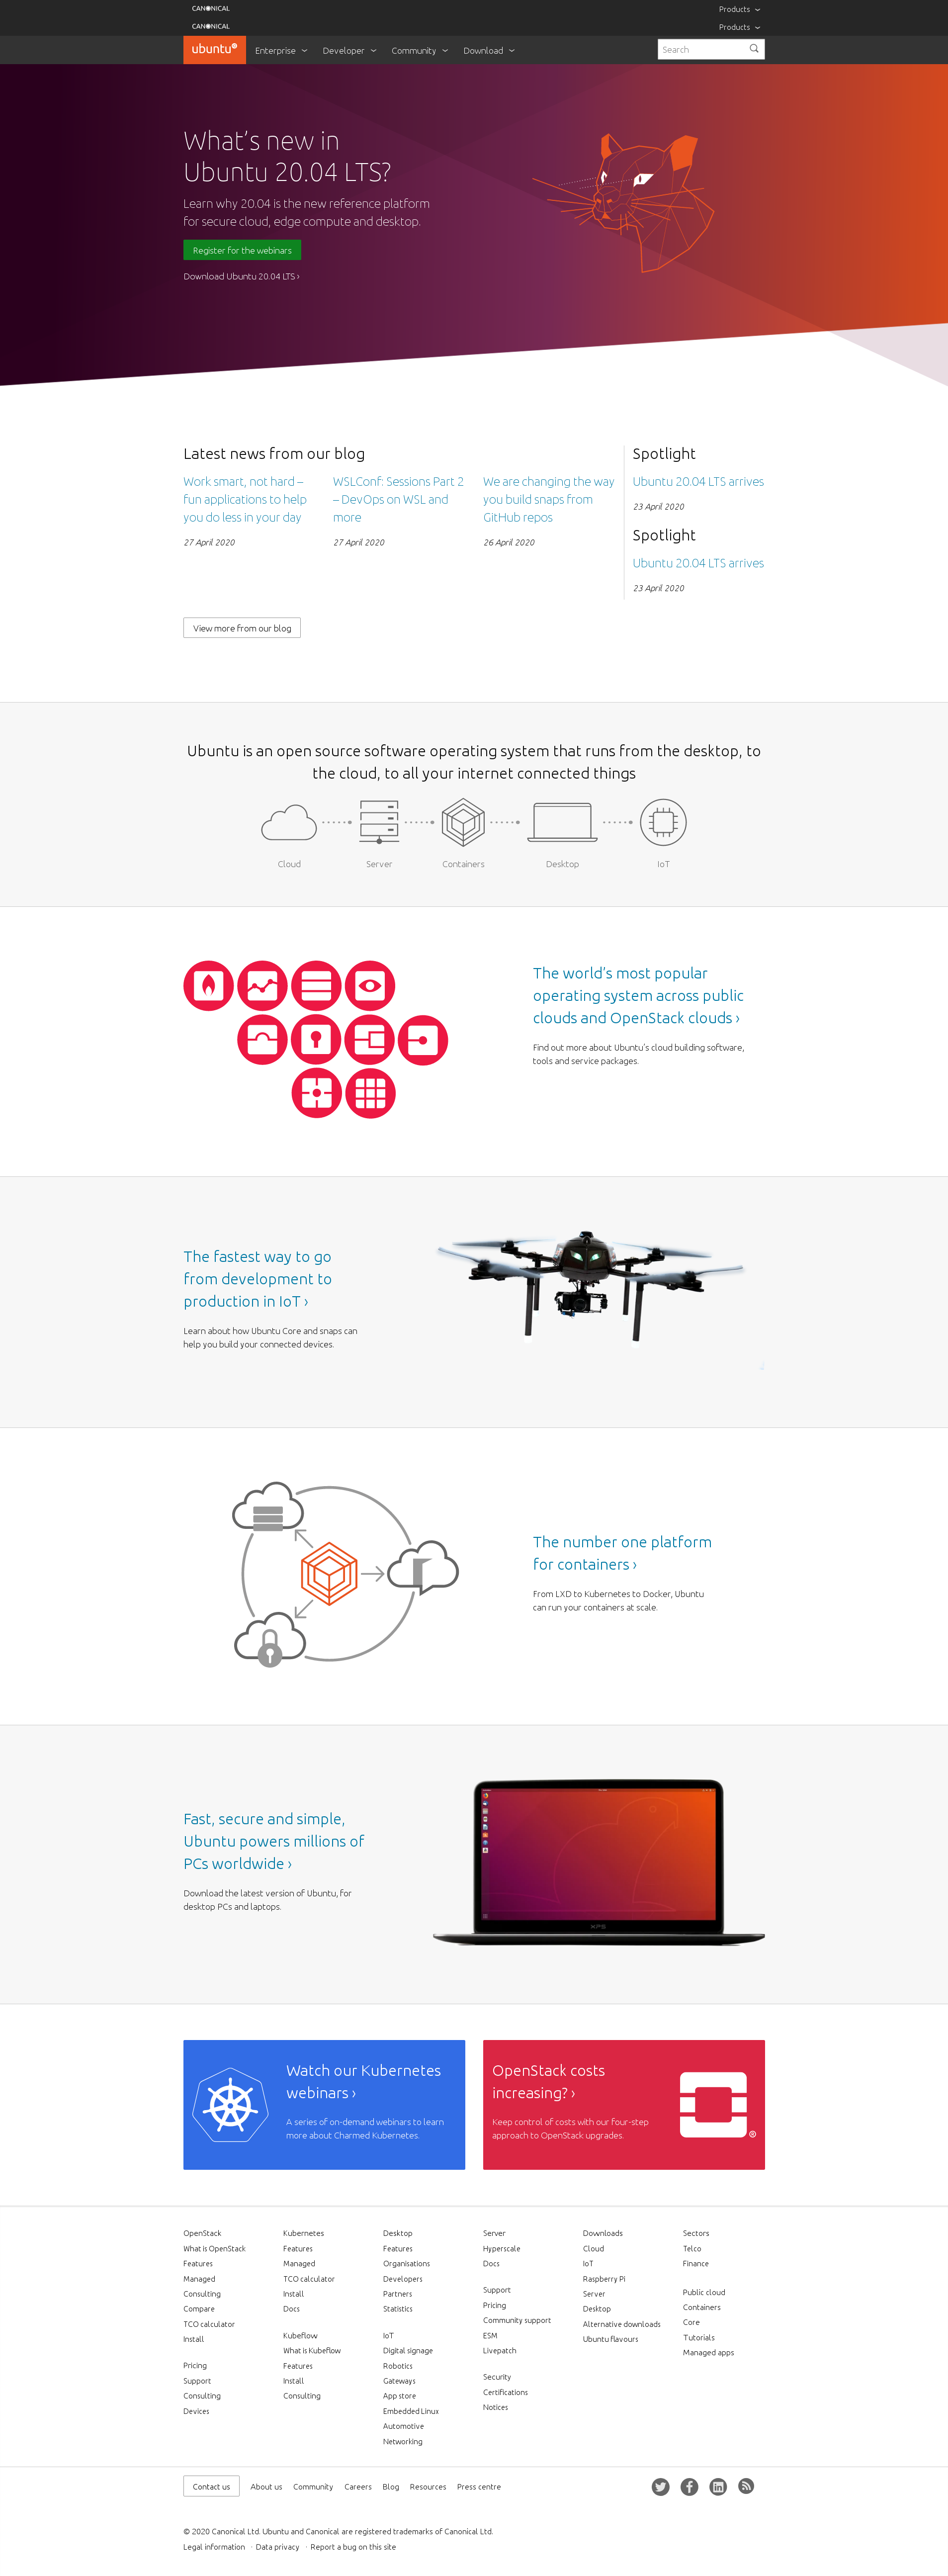 CANONICAL
Products
CANONICAL
Products
ubuntu®
Enterprise
Developer
Community
Download
Search
What's new in
Ubuntu 20.04 LTS?
Learn why 20.04 is the new reference platform
for secure cloud, edge compute and desktop.
Register for the webinars
Download Ubuntu 20.04 LTS ›
Latest news from our blog
Work smart, not hard –
fun applications to help
you do less in your day
27 April 2020
WSLConf: Sessions Part 2
– DevOps on WSL and
more
27 April 2020
We are changing the way
you build snaps from
GitHub repos
26 April 2020
Spotlight
Ubuntu 20.04 LTS arrives
23 April 2020
Spotlight
Ubuntu 20.04 LTS arrives
23 April 2020
View more from our blog
Ubuntu is an open source software operating system that runs from the desktop, to
the cloud, to all your internet connected things
Cloud
Server
Containers
Desktop
IoT
The world's most popular
operating system across public
clouds and OpenStack clouds ›
Find out more about Ubuntu's cloud building software,
tools and service packages.
The fastest way to go
from development to
production in IoT ›
Learn about how Ubuntu Core and snaps can
help you build your connected devices.
The number one platform
for containers ›
From LXD to Kubernetes to Docker, Ubuntu
can run your containers at scale.
Fast, secure and simple,
Ubuntu powers millions of
PCs worldwide ›
Download the latest version of Ubuntu, for
desktop PCs and laptops.
XPS
Watch our Kubernetes
webinars ›
A series of on-demand webinars to learn
more about Charmed Kubernetes.
OpenStack costs
increasing? ›
Keep control of costs with our four-step
approach to OpenStack upgrades.
®
OpenStack
What is OpenStack
Features
Managed
Consulting
Compare
TCO calculator
Install
Pricing
Support
Consulting
Devices
Kubernetes
Features
Managed
TCO calculator
Install
Docs
Kubeflow
What is Kubeflow
Features
Install
Consulting
Desktop
Features
Organisations
Developers
Partners
Statistics
IoT
Digital signage
Robotics
Gateways
App store
Embedded Linux
Automotive
Networking
Server
Hyperscale
Docs
Support
Pricing
Community support
ESM
Livepatch
Security
Certifications
Notices
Downloads
Cloud
IoT
Raspberry Pi
Server
Desktop
Alternative downloads
Ubuntu flavours
Sectors
Telco
Finance
Public cloud
Containers
Core
Tutorials
Managed apps
Contact us
About us
Community
Careers
Blog
Resources
Press centre
© 2020 Canonical Ltd. Ubuntu and Canonical are registered trademarks of Canonical Ltd.
Legal information · Data privacy · Report a bug on this site